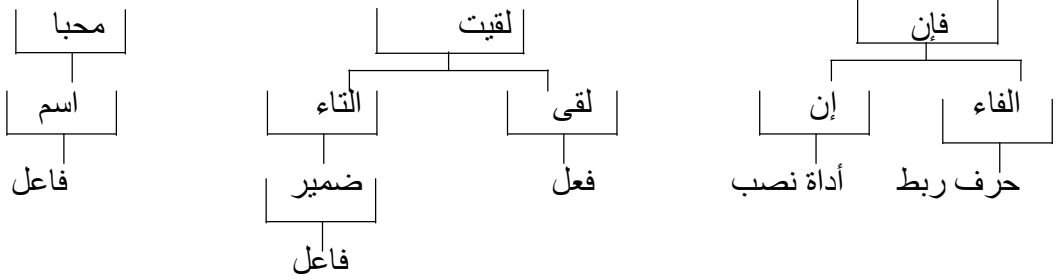 فإن لقيت محبا
الفاء إن لقى التاء اسم
حرف ربط أداة نصب فعل ضمير فاعل
فاعل